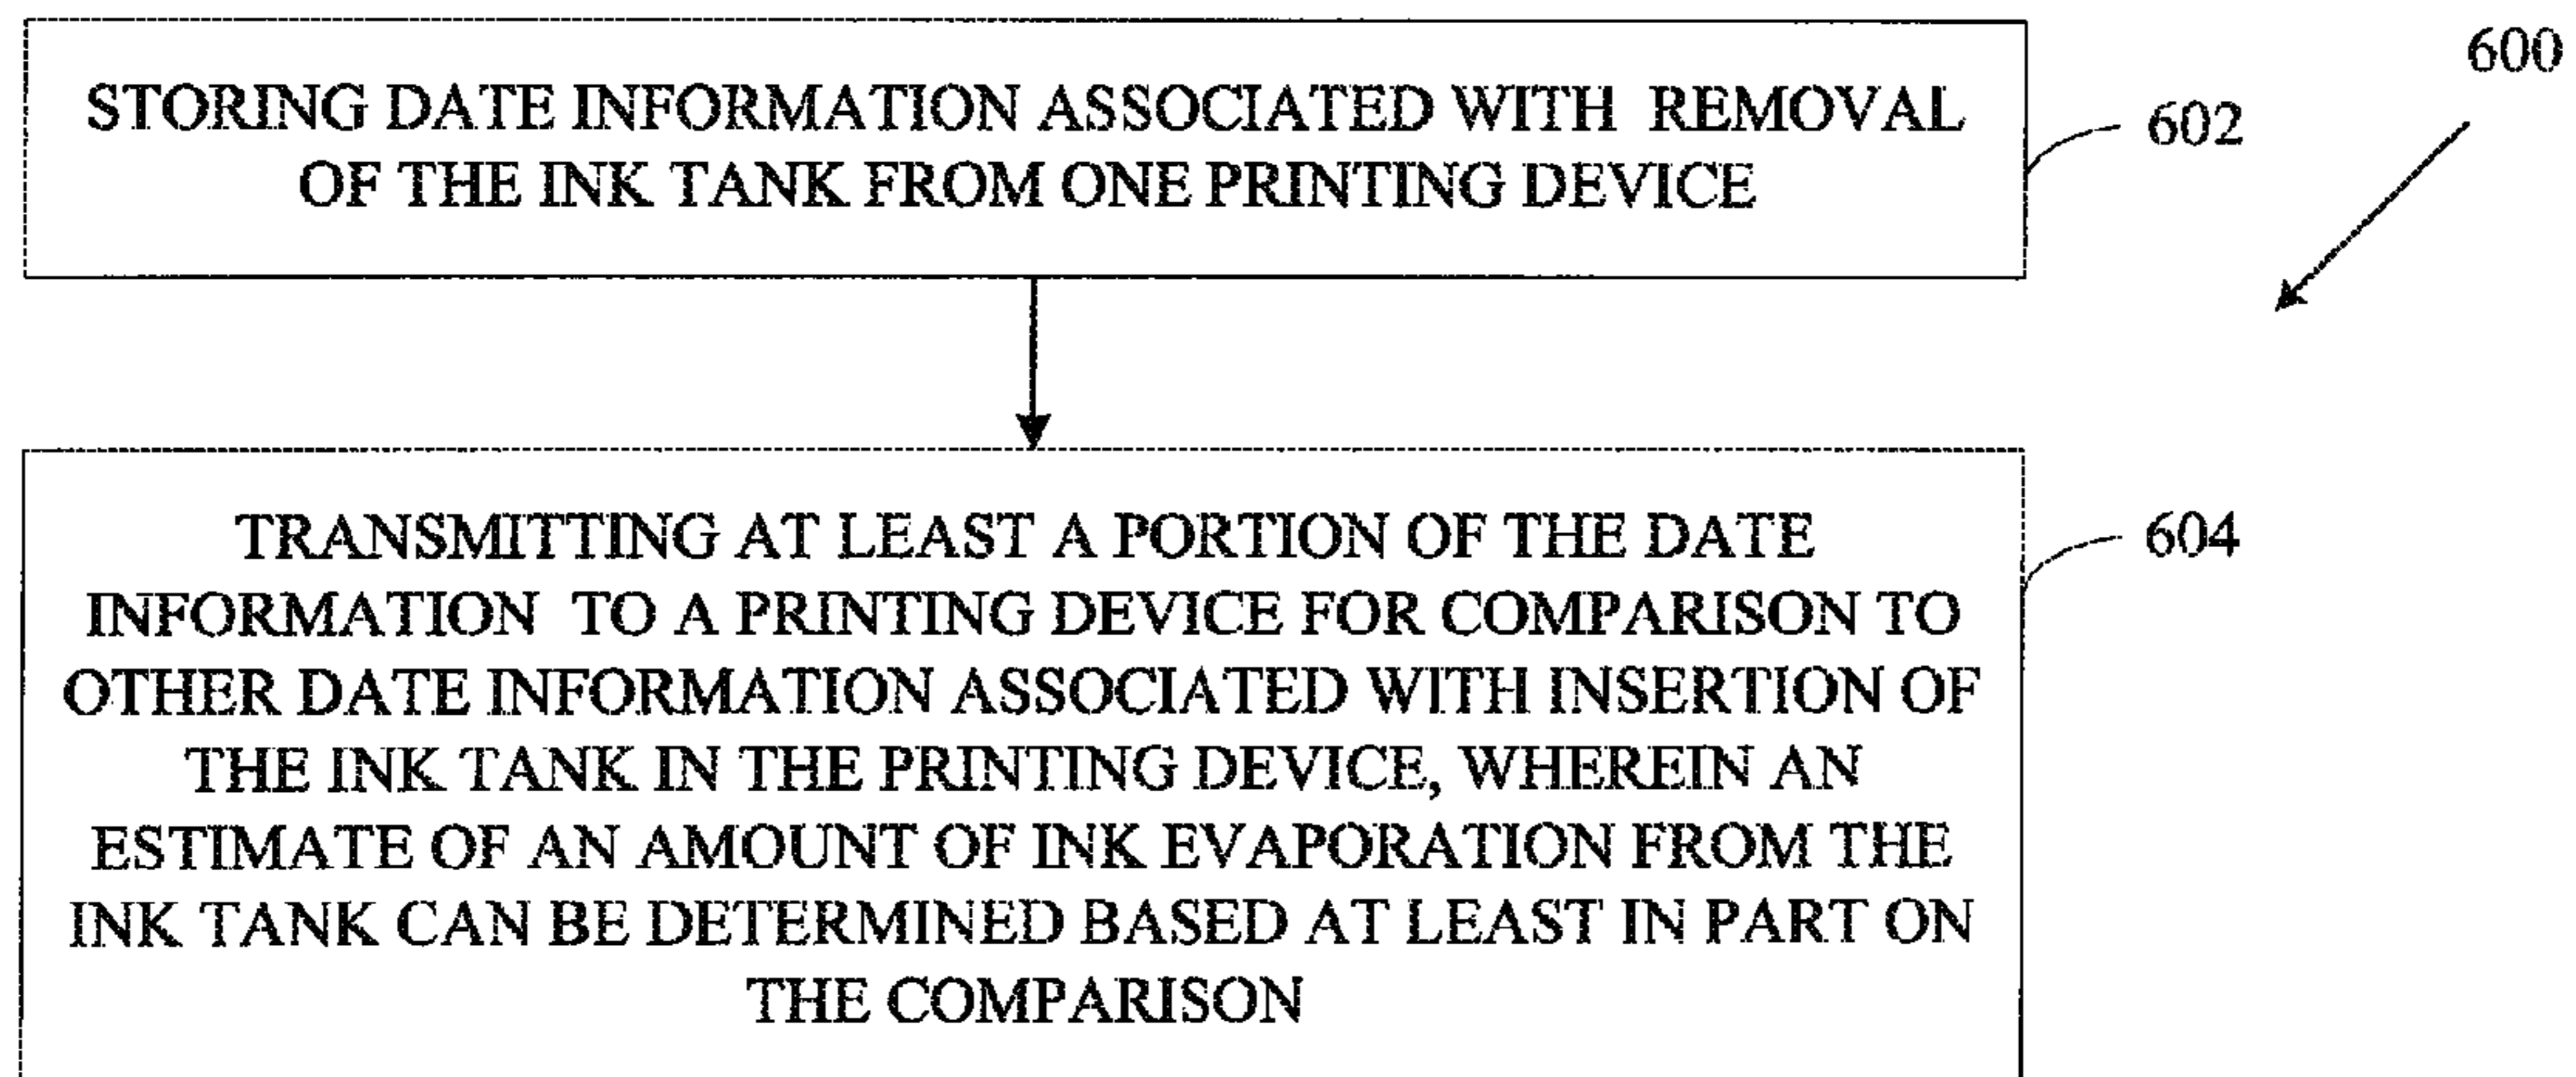 600
STORING DATE INFORMATION ASSOCIATED WITH REMOVAL
OF THE INK TANK FROM ONE PRINTING DEVICE
602
TRANSMITTING AT LEAST A PORTION OF THE DATE
INFORMATION TO A PRINTING DEVICE FOR COMPARISON TO
OTHER DATE INFORMATION ASSOCIATED WITH INSERTION OF
THE INK TANK IN THE PRINTING DEVICE, WHEREIN AN
ESTIMATE OF AN AMOUNT OF INK EVAPORATION FROM THE
INK TANK CAN BE DETERMINED BASED AT LEAST IN PART ON
THE COMPARISON
604